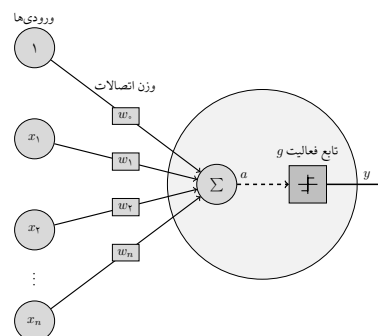 ورودی‌ها
۱
وزن اتصالات
w۰
x۱
w۱
تابع فعالیت g
∑
a
y
x۲
w۲
⋮
wn
xn